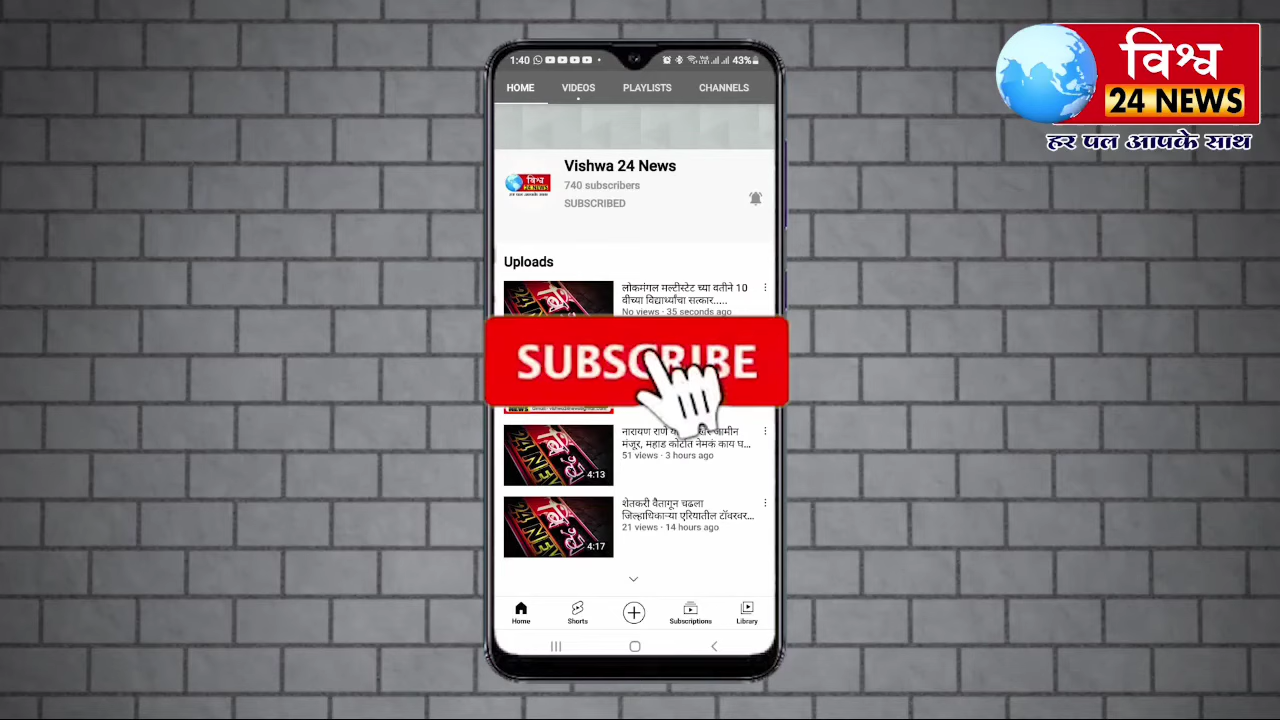 विश्व
24 NEWS
हर पल आपके साथ
1:40
43%
HOME VIDEOS PLAYLISTS CHANNELS
Vishwa 24 News
740 subscribers
SUBSCRIBED
Uploads
लोकमंगल मल्टीस्टेट च्या वतीने 10
वीच्या विद्यार्थ्यांचा सत्कार.....
No views · 35 seconds ago
SUBSCRIBE
नारायण राणे
जामीन
मंजूर, महाड कोर्टात नेमकं काय घ...
51 views · 3 hours ago
4:13
शेतकरी वैतागून चढला
जिल्हाधिकाऱ्या एरियातील टॉवरवर...
21 views · 14 hours ago
4:17
Home Shorts Subscriptions Library